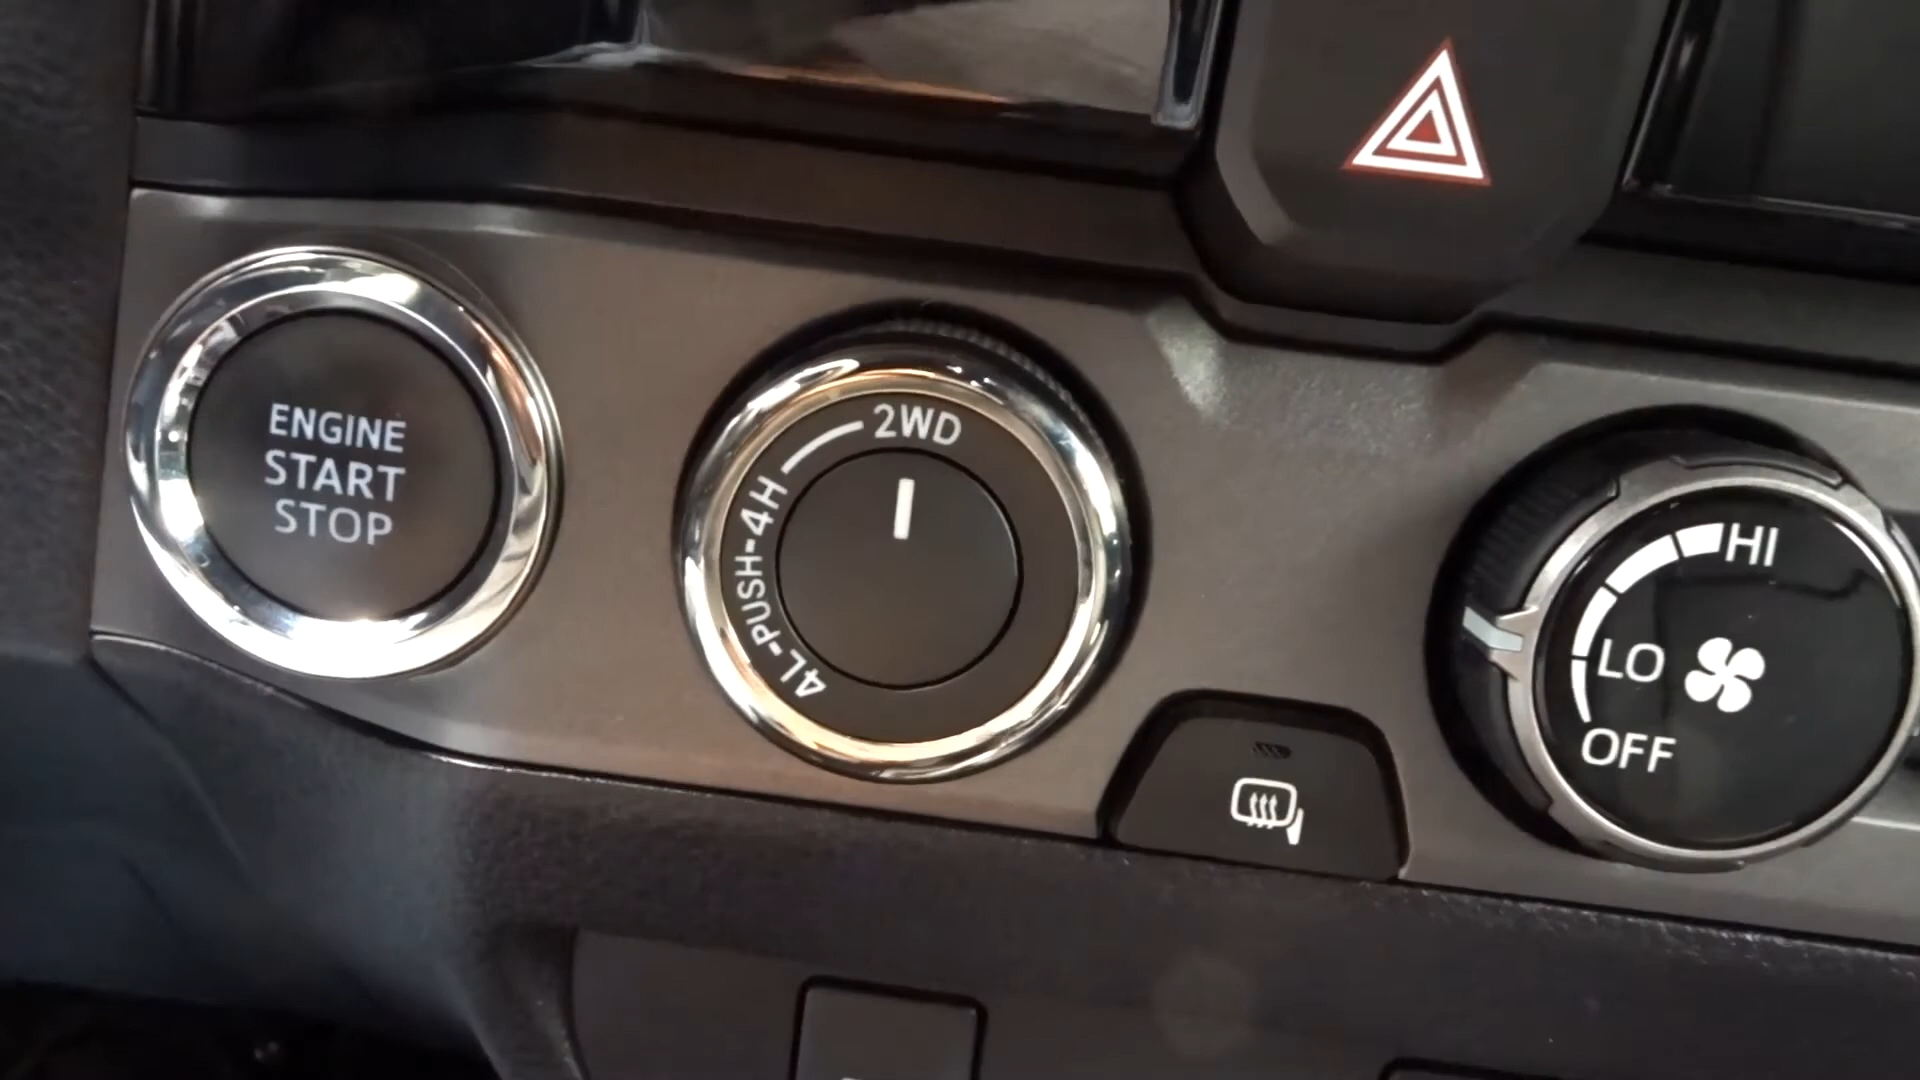 ENGINE
START
STOP
2WD
4L-PUSH-4H
HI
LO
OFF